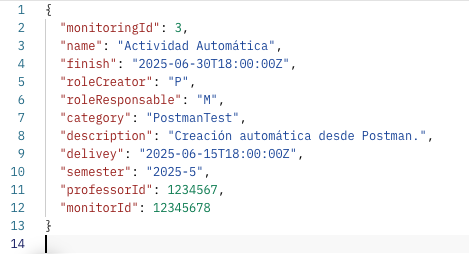 1 {
2 "monitoringId": 3,
3 "name": "Actividad Automática",
4 "finish": "2025-06-30T18:00:00Z",
5 "roleCreator": "P",
6 "roleResponsable": "M",
7 "category": "PostmanTest",
8 "description": "Creación automática desde Postman.",
9 "delivey": "2025-06-15T18:00:00Z",
10 "semester": "2025-5",
11 "professorId": 1234567,
12 "monitorId": 12345678
13 }
14